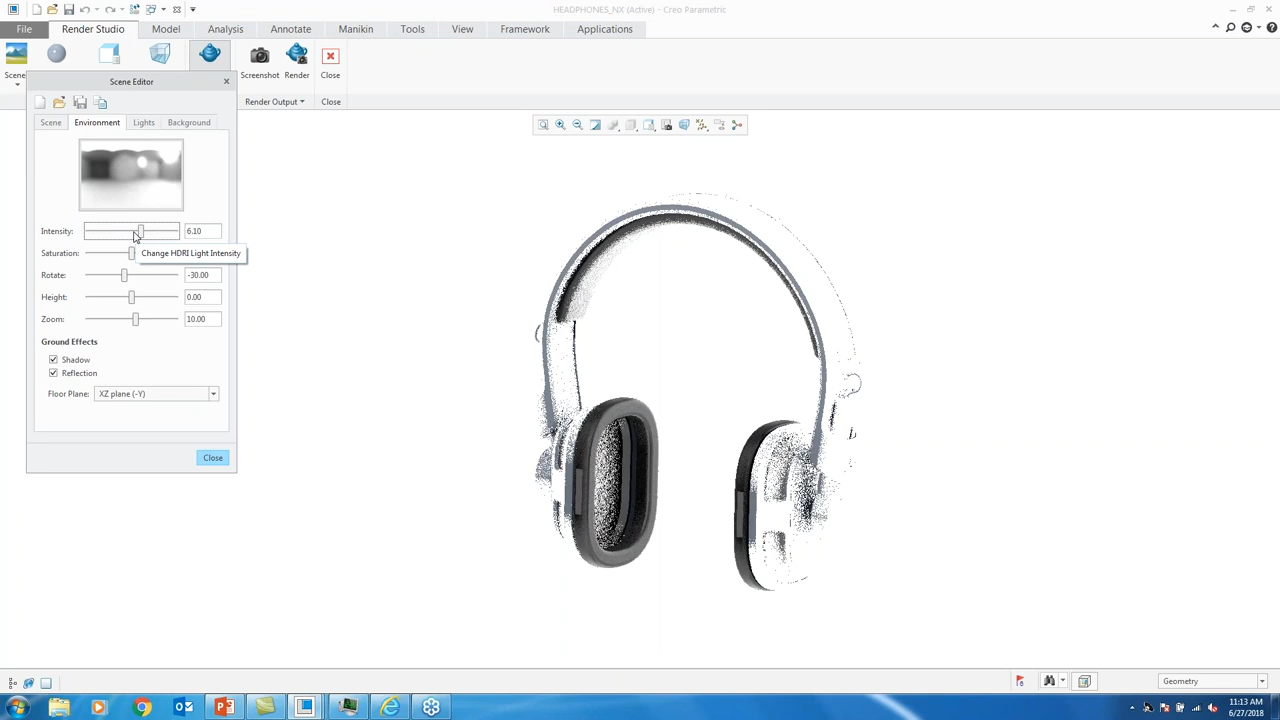 HEADPHONES_NX (Active) - Creo Parametric
File Render Studio Model Analysis Annotate Manikin Tools View Framework Applications
Scene Screenshot Render Close
Render Output Close
Scene Editor
Scene Environment Lights Background
Intensity: 6.10
Change HDRI Light Intensity
Saturation:
Rotate: -30.00
Height: 0.00
Zoom: 10.00
Ground Effects
Shadow
Reflection
Floor Plane: XZ plane (-Y)
Close
6
Geometry
11:13 AM
6/27/2018